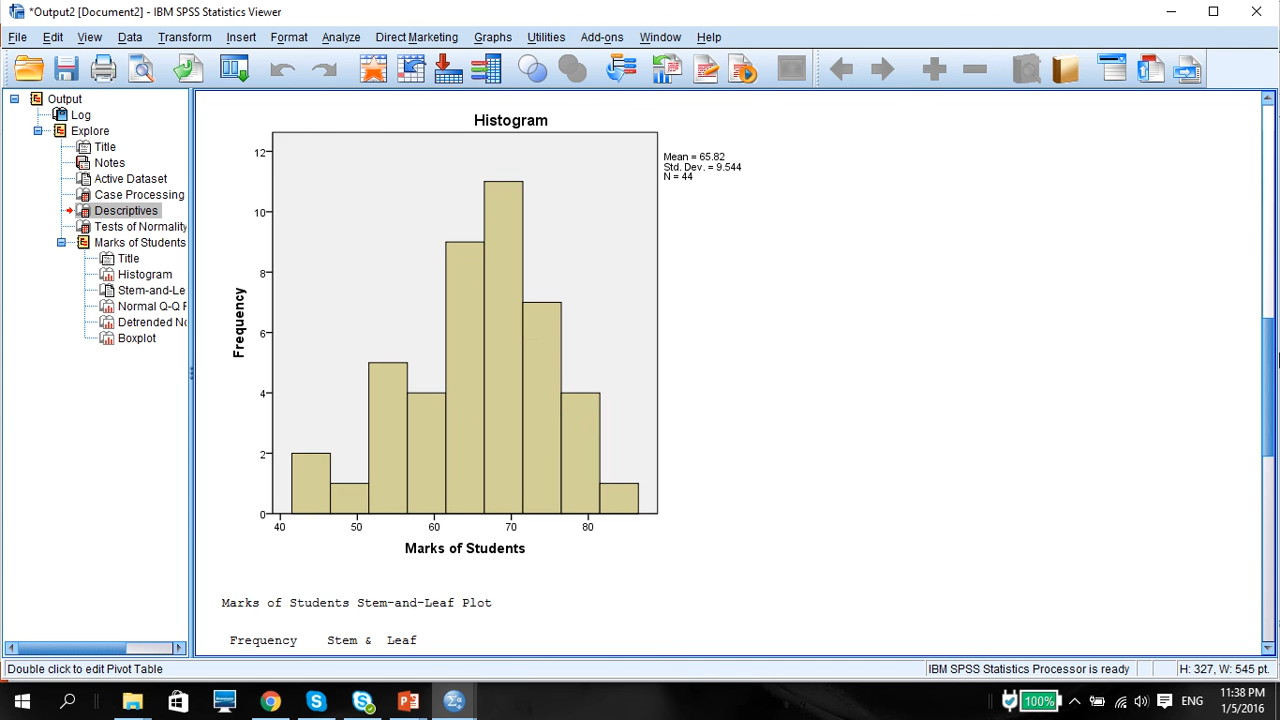 *Output2 [Document2] - IBM SPSS Statistics Viewer
File Edit View Data Transform Insert Format Analyze Direct Marketing Graphs Utilities Add-ons Window Help
Output
Log
Explore
Title
Notes
Active Dataset
Case Processing
Descriptives
Tests of Normality
Marks of Students
Title
Histogram
Stem-and-Le
Normal Q-Q P
Detrended No
Boxplot
Histogram
Mean = 65.82
Std. Dev. = 9.544
N = 44
Frequency
12
10
8
6
4
2
0
40 50 60 70 80
Marks of Students
Marks of Students Stem-and-Leaf Plot
Frequency Stem & Leaf
Double click to edit Pivot Table
IBM SPSS Statistics Processor is ready
H: 327, W: 545 pt.
100%
ENG
11:38 PM
1/5/2016